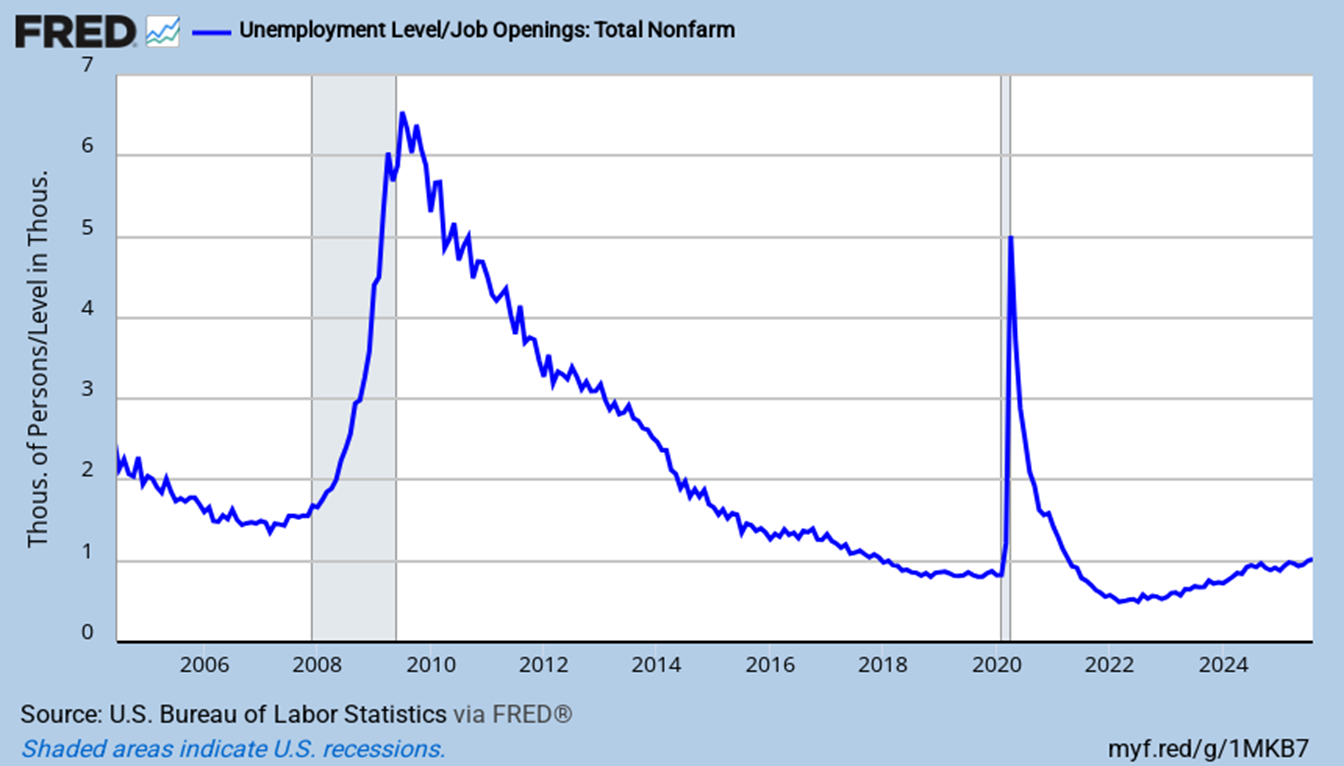 FRED
Unemployment Level/Job Openings: Total Nonfarm
Thous. of Persons/Level in Thous.
7
6
5
4
3
2
1
0
2006 2008 2010 2012 2014 2016 2018 2020 2022 2024
Source: U.S. Bureau of Labor Statistics via FRED®
Shaded areas indicate U.S. recessions.
myf.red/g/1MKB7